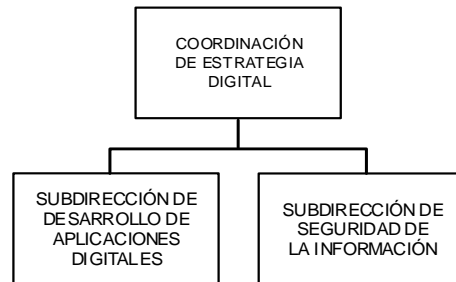 COORDINACIÓN
DE ESTRATEGIA
DIGITAL
SUBDIRECCIÓN DE
DESARROLLO DE
APLICACIONES
DIGITALES
SUBDIRECCIÓN DE
SEGURIDAD DE
LA INFORMACIÓN